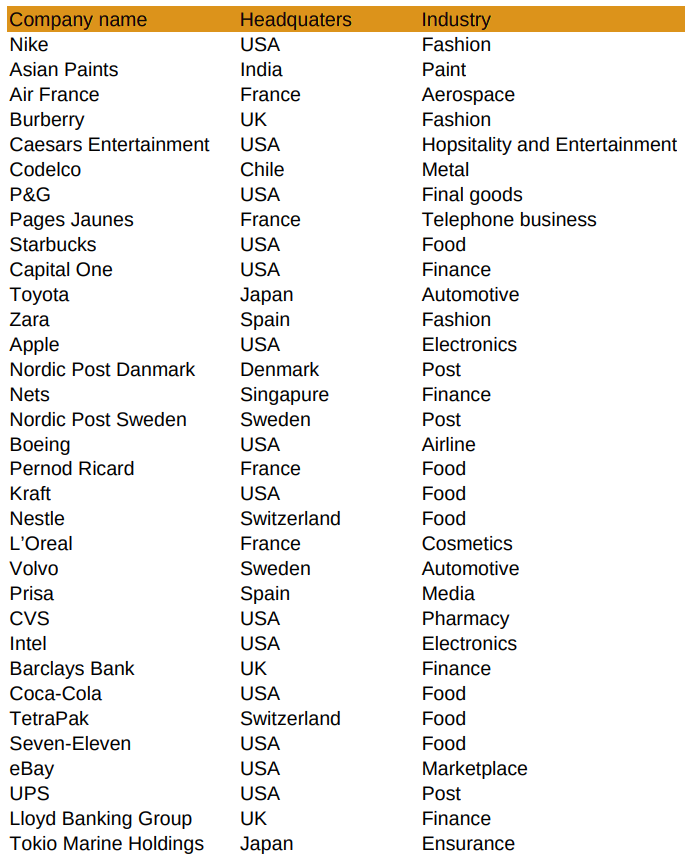 Company name Headquaters Industry
Nike USA Fashion
Asian Paints India Paint
Air France France Aerospace
Burberry UK Fashion
Caesars Entertainment USA Hopsitality and Entertainment
Codelco Chile Metal
P&G USA Final goods
Pages Jaunes France Telephone business
Starbucks USA Food
Capital One USA Finance
Toyota Japan Automotive
Zara Spain Fashion
Apple USA Electronics
Nordic Post Danmark Denmark Post
Nets Singapure Finance
Nordic Post Sweden Sweden Post
Boeing USA Airline
Pernod Ricard France Food
Kraft USA Food
Nestle Switzerland Food
L’Oreal France Cosmetics
Volvo Sweden Automotive
Prisa Spain Media
CVS USA Pharmacy
Intel USA Electronics
Barclays Bank UK Finance
Coca-Cola USA Food
TetraPak Switzerland Food
Seven-Eleven USA Food
eBay USA Marketplace
UPS USA Post
Lloyd Banking Group UK Finance
Tokio Marine Holdings Japan Ensurance